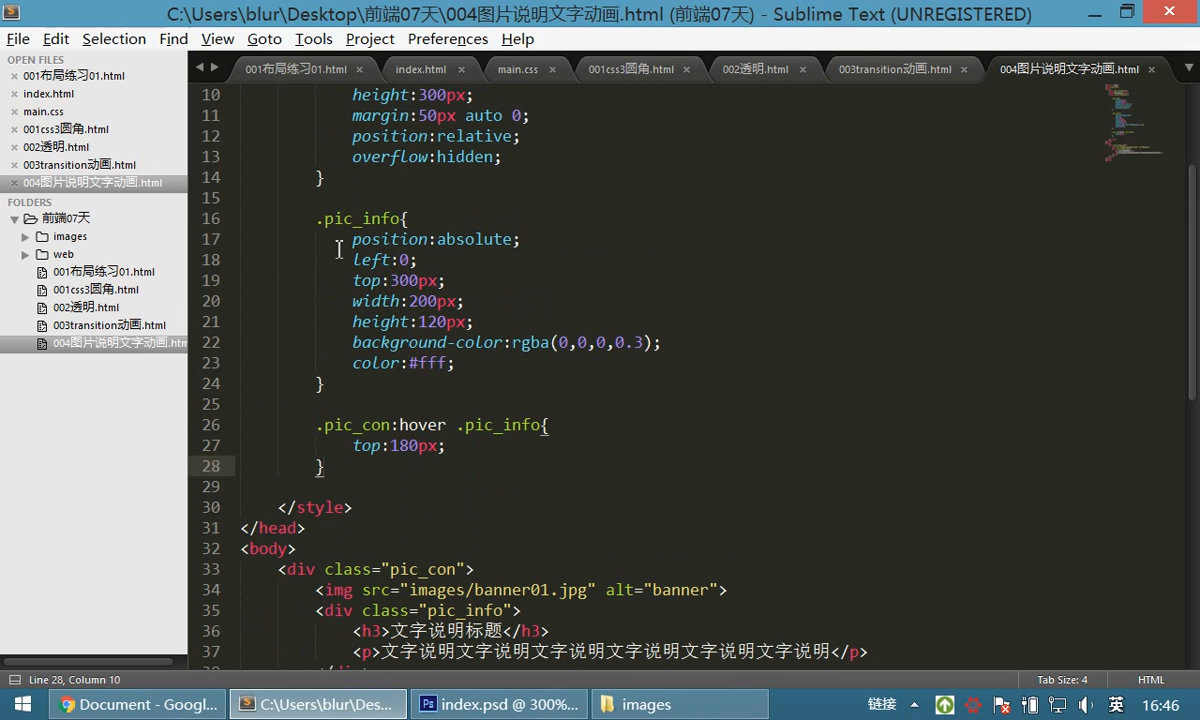 C:\Users\blur\Desktop\前端07天\004图片说明文字动画.html (前端07天) - Sublime Text (UNREGISTERED)
File Edit Selection Find View Goto Tools Project Preferences Help
OPEN FILES
001布局练习01.html
index.html
main.css
001css3圆角.html
002透明.html
003transition动画.html
004图片说明文字动画.html
FOLDERS
前端07天
images
web
001布局练习01.html
001css3圆角.html
002透明.html
003transition动画.html
004图片说明文字动画.htm
001布局练习01.html × index.html × main.css × 001css3圆角.html × 002透明.html × 003transition动画.html × 004图片说明文字动画.html ×
10 height:300px;
11 margin:50px auto 0;
12 position:relative;
13 overflow:hidden;
14 }
15
16 .pic_info{
17 position:absolute;
18 left:0;
19 top:300px;
20 width:200px;
21 height:120px;
22 background-color:rgba(0,0,0,0.3);
23 color:#fff;
24 }
25
26 .pic_con:hover .pic_info{
27 top:180px;
28 }
29
30 </style>
31 </head>
32 <body>
33 <div class="pic_con">
34 <img src="images/banner01.jpg" alt="banner">
35 <div class="pic_info">
36 <h3>文字说明标题</h3>
37 <p>文字说明文字说明文字说明文字说明文字说明文字说明</p>
Line 28, Column 10 Tab Size: 4 HTML
Document - Googl... C:\Users\blur\Des... index.psd @ 300%... images 链接 英 16:46